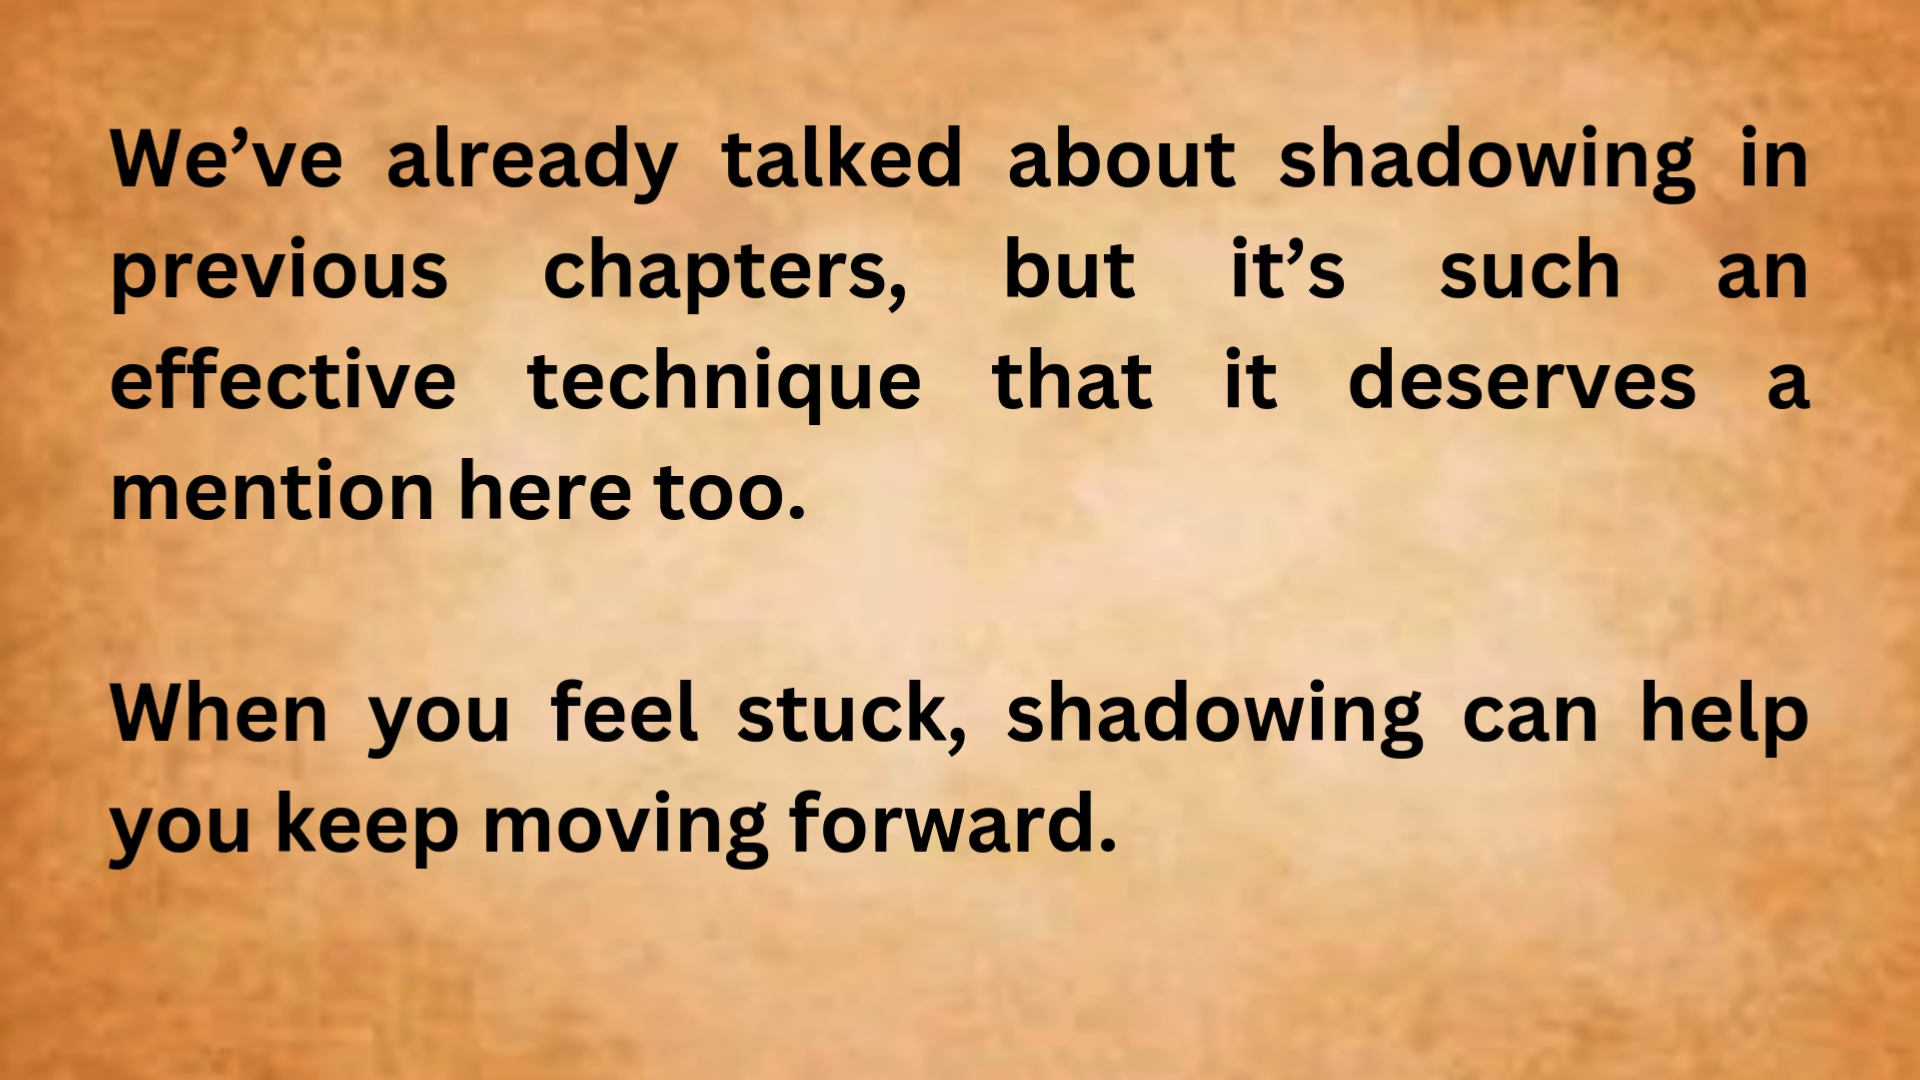 We’ve already talked about shadowing in
previous chapters, but it’s such an
effective technique that it deserves a
mention here too.
When you feel stuck, shadowing can help
you keep moving forward.